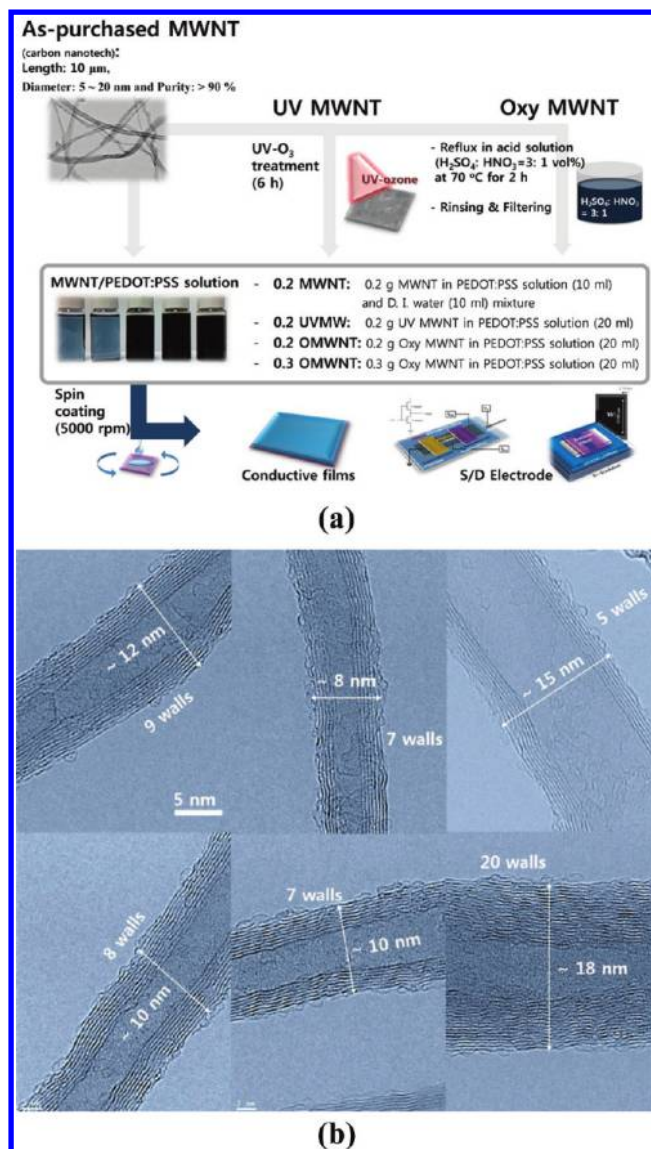 As-purchased MWNT
(carbon nanotech):
Length: 10 μm,
Diameter: 5 ~ 20 nm and Purity: > 90 %
UV MWNT
Oxy MWNT
UV-O₃
treatment
(6 h)
UV-ozone
- Reflux in acid solution
(H₂SO₄: HNO₃=3: 1 vol%)
at 70 °C for 2 h
- Rinsing & Filtering
H₂SO₄: HNO₃
= 3: 1
MWNT/PEDOT:PSS solution
- 0.2 MWNT: 0.2 g MWNT in PEDOT:PSS solution (10 ml)
and D. I. water (10 ml) mixture
- 0.2 UVMW: 0.2 g UV MWNT in PEDOT:PSS solution (20 ml)
- 0.2 OMWNT: 0.2 g Oxy MWNT in PEDOT:PSS solution (20 ml)
- 0.3 OMWNT: 0.3 g Oxy MWNT in PEDOT:PSS solution (20 ml)
Spin
coating
(5000 rpm)
Conductive films
S/D Electrode
W
(a)
~ 12 nm
9 walls
5 nm
~ 8 nm
7 walls
5 walls
~ 15 nm
8 walls
~ 10 nm
7 walls
~ 10 nm
20 walls
~ 18 nm
(b)